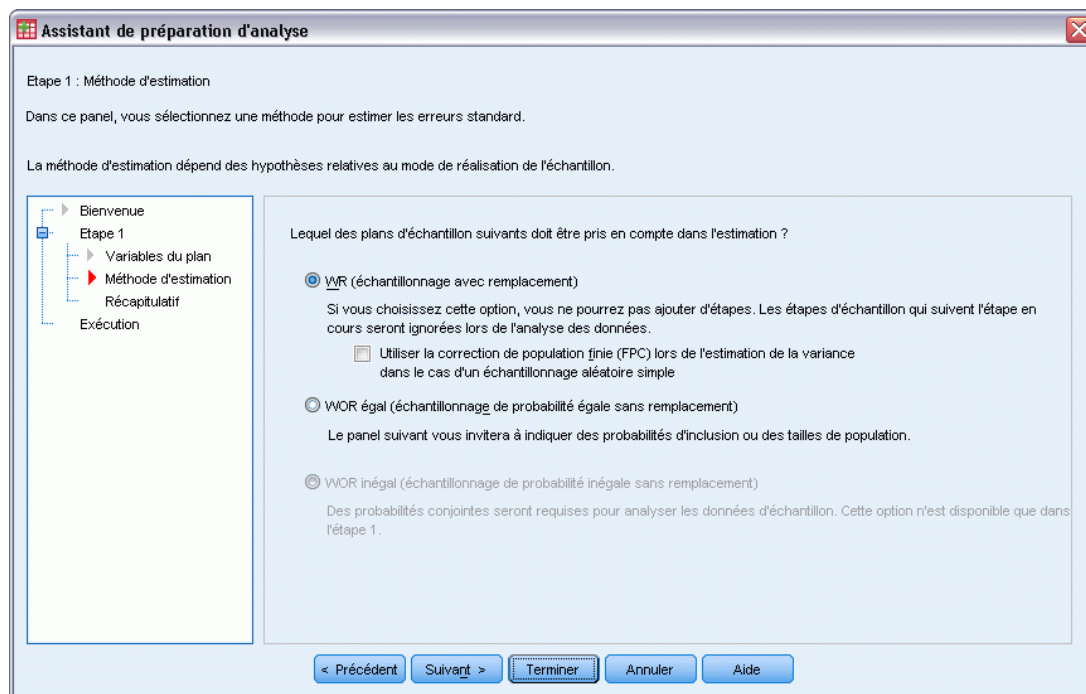 Assistant de préparation d'analyse
Etape 1 : Méthode d'estimation
Dans ce panel, vous sélectionnez une méthode pour estimer les erreurs standard.
La méthode d'estimation dépend des hypothèses relatives au mode de réalisation de l'échantillon.
Bienvenue
Etape 1
Variables du plan
Méthode d'estimation
Récapitulatif
Exécution
Lequel des plans d'échantillon suivants doit être pris en compte dans l'estimation ?
WR (échantillonnage avec remplacement)
Si vous choisissez cette option, vous ne pourrez pas ajouter d'étapes. Les étapes d'échantillon qui suivent l'étape en
cours seront ignorées lors de l'analyse des données.
Utiliser la correction de population finie (FPC) lors de l'estimation de la variance
dans le cas d'un échantillonnage aléatoire simple
WOR égal (échantillonnage de probabilité égale sans remplacement)
Le panel suivant vous invitera à indiquer des probabilités d'inclusion ou des tailles de population.
WOR inégal (échantillonnage de probabilité inégale sans remplacement)
Des probabilités conjointes seront requises pour analyser les données d'échantillon. Cette option n'est disponible que dans
l'étape 1.
< Précédent
Suivant >
Terminer
Annuler
Aide